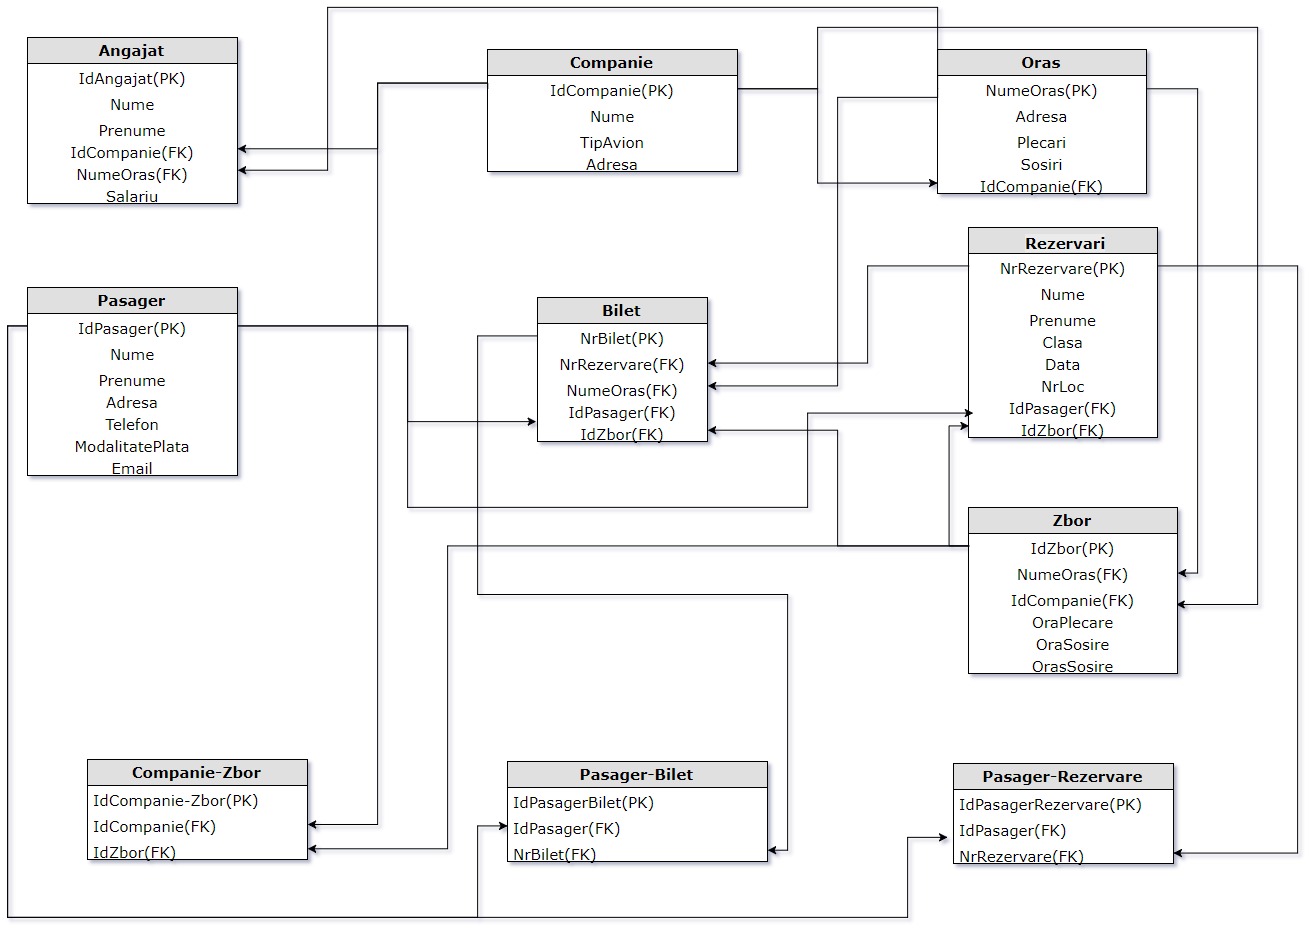 Angajat
IdAngajat(PK)
Nume
Prenume
IdCompanie(FK)
NumeOras(FK)
Salariu
Companie
IdCompanie(PK)
Nume
TipAvion
Adresa
Oras
NumeOras(PK)
Adresa
Plecari
Sosiri
IdCompanie(FK)
Rezervari
NrRezervare(PK)
Nume
Prenume
Clasa
Data
NrLoc
IdPasager(FK)
IdZbor(FK)
Pasager
IdPasager(PK)
Nume
Prenume
Adresa
Telefon
ModalitatePlata
Email
Bilet
NrBilet(PK)
NrRezervare(FK)
NumeOras(FK)
IdPasager(FK)
IdZbor(FK)
Zbor
IdZbor(PK)
NumeOras(FK)
IdCompanie(FK)
OraPlecare
OraSosire
OrasSosire
Companie-Zbor
IdCompanie-Zbor(PK)
IdCompanie(FK)
IdZbor(FK)
Pasager-Bilet
IdPasagerBilet(PK)
IdPasager(FK)
NrBilet(FK)
Pasager-Rezervare
IdPasagerRezervare(PK)
IdPasager(FK)
NrRezervare(FK)